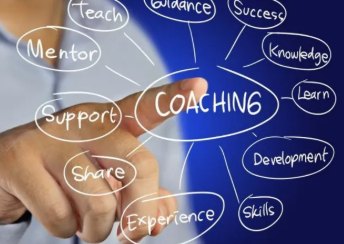 Guidance
Success
Teach
Mentor
Knowledge
COACHING
Learn
Support
Development
Share
Experience
Skills